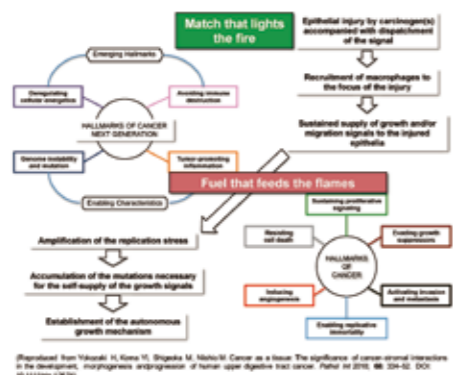 Match that lights
the fire
Epithelial injury by carcinogen(s)
accompanied with dispatchment
of the signal
Emerging Hallmarks
Recruitment of macrophages to
the focus of the injury
Deregulating
cellular energetics
Avoiding immune
destruction
HALLMARKS OF CANCER
NEXT GENERATION
Sustained supply of growth and/or
migration signals to the injured
epithelia
Genome instability
and mutation
Tumor-promoting
inflammation
Fuel that feeds the flames
Enabling Characteristics
Sustaining proliferative
signaling
Amplification of the replication stress
Resisting
cell death
Evading growth
suppressors
Accumulation of the mutations necessary
for the self-supply of the growth signals
HALLMARKS
OF
CANCER
Inducing
angiogenesis
Activating invasion
and metastasis
Establishment of the autonomous
growth mechanism
Enabling replicative
immortality
(Reproduced from Yokozaki H, Koma YI, Shigeoka M, Nishio M. Cancer as a tissue: The significance of cancer-stromal interactions
in the development, morphogenesis andprogression of human upper digestive tract cancer. Pathol Int 2018; 68: 334–52. DOI: